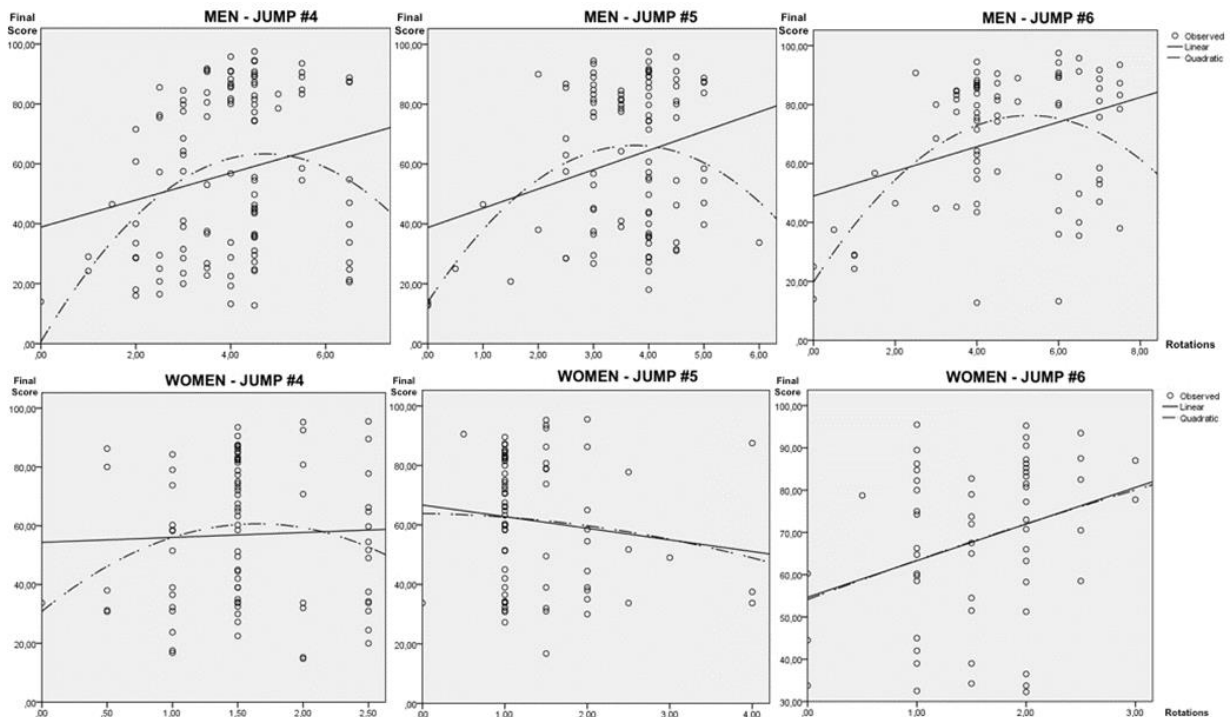 MEN - JUMP #4
Final
Score
100,00
80,00
60,00
40,00
20,00
,00
,00
2,00
4,00
6,00
MEN - JUMP #5
Final
Score
100,00
80,00
60,00
40,00
20,00
,00
,00
1,00
2,00
3,00
4,00
5,00
6,00
MEN - JUMP #6
Final
Score
100,00
80,00
60,00
40,00
20,00
,00
,00
2,00
4,00
6,00
8,00
Rotations
Observed
Linear
Quadratic
WOMEN - JUMP #4
Final
Score
100,00
80,00
60,00
40,00
20,00
,00
,00
,50
1,00
1,50
2,00
2,50
WOMEN - JUMP #5
Final
Score
100,00
80,00
60,00
40,00
20,00
,00
,00
1,00
2,00
3,00
4,00
WOMEN - JUMP #6
Final
Score
100,00
90,00
80,00
70,00
60,00
50,00
40,00
30,00
,00
1,00
2,00
3,00
Rotations
Observed
Linear
Quadratic